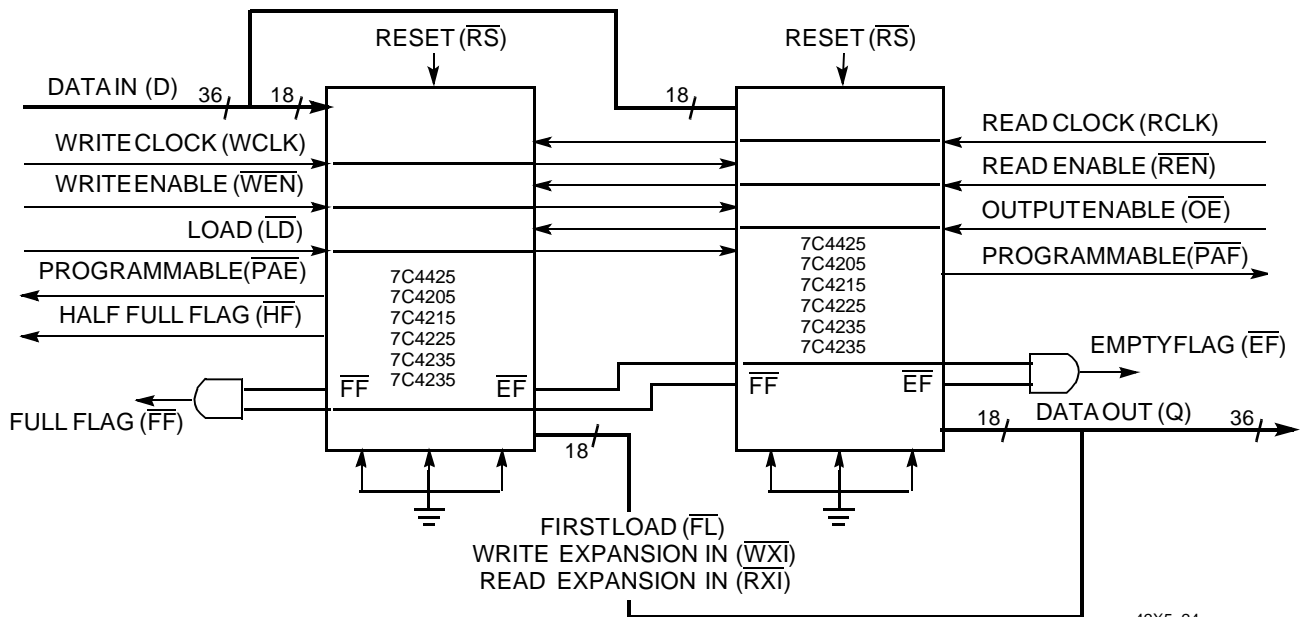 RESET (RS)
RESET (RS)
DATA IN (D)
36
18
18
WRITE CLOCK (WCLK)
READ CLOCK (RCLK)
WRITE ENABLE (WEN)
READ ENABLE (REN)
LOAD (LD)
OUTPUT ENABLE (OE)
PROGRAMMABLE (PAE)
PROGRAMMABLE (PAF)
HALF FULL FLAG (HF)
7C4425
7C4205
7C4215
7C4225
7C4235
7C4235
7C4425
7C4205
7C4215
7C4225
7C4235
7C4235
FF
EF
FF
EF
EMPTY FLAG (EF)
FULL FLAG (FF)
DATA OUT (Q)
18
36
18
FIRST LOAD (FL)
WRITE EXPANSION IN (WXI)
READ EXPANSION IN (RXI)